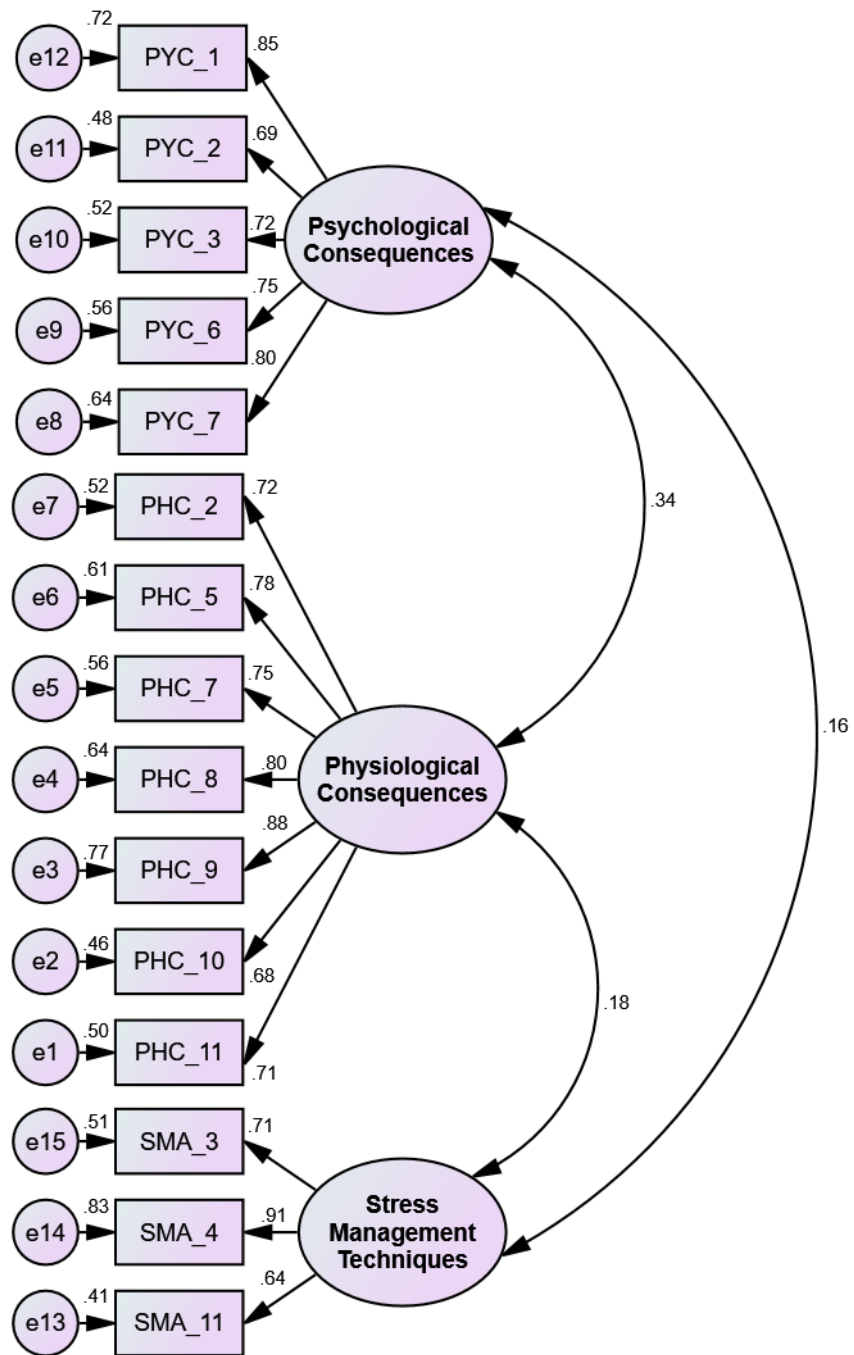 .72
e12
PYC_1
.85
.48
e11
PYC_2
.69
.52
e10
PYC_3
.72
.56
e9
PYC_6
.75
.64
e8
PYC_7
.80
Psychological
Consequences
.52
e7
PHC_2
.72
.61
e6
PHC_5
.78
.56
e5
PHC_7
.75
.64
e4
PHC_8
.80
.77
e3
PHC_9
.88
.46
e2
PHC_10
.68
.50
e1
PHC_11
.71
Physiological
Consequences
.51
e15
SMA_3
.71
.83
e14
SMA_4
.91
.41
e13
SMA_11
.64
Stress
Management
Techniques
.34
.16
.18